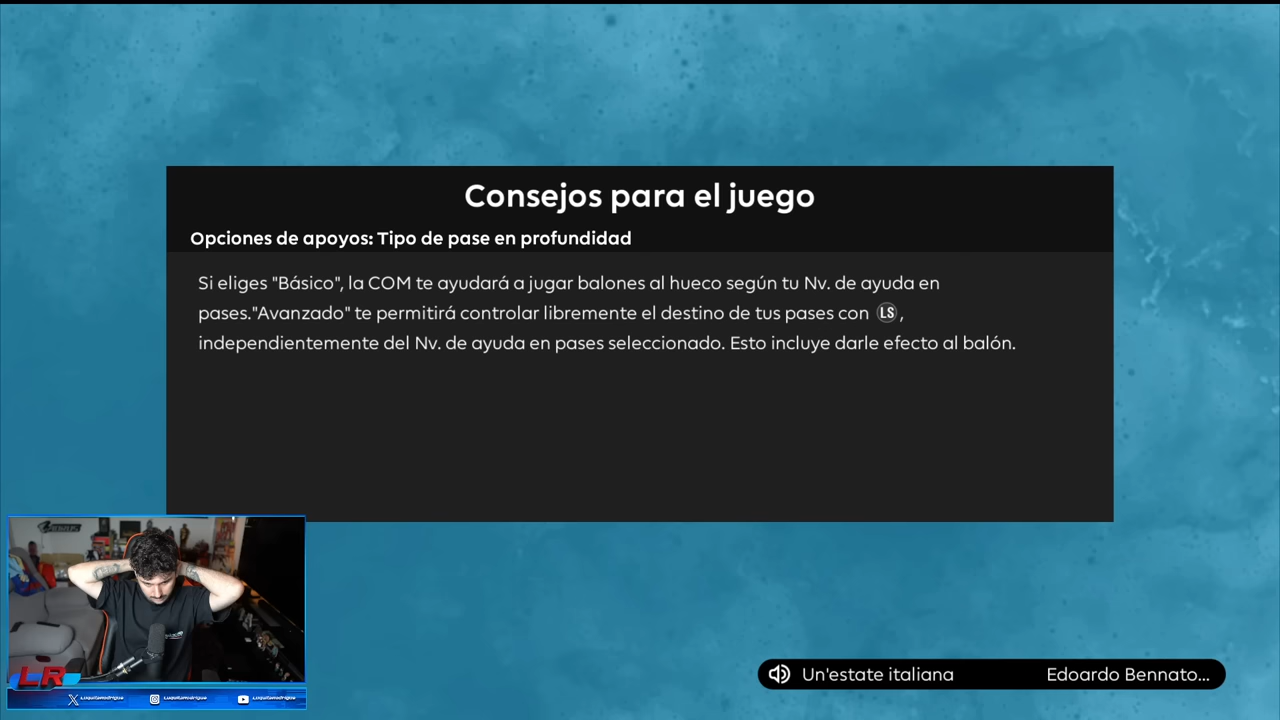 Consejos para el juego
Opciones de apoyos: Tipo de pase en profundidad
Si eliges "Básico", la COM te ayudará a jugar balones al hueco según tu Nv. de ayuda en
pases."Avanzado" te permitirá controlar libremente el destino de tus pases con LS,
independientemente del Nv. de ayuda en pases seleccionado. Esto incluye darle efecto al balón.
LR
Un'estate italiana Edoardo Bennato...